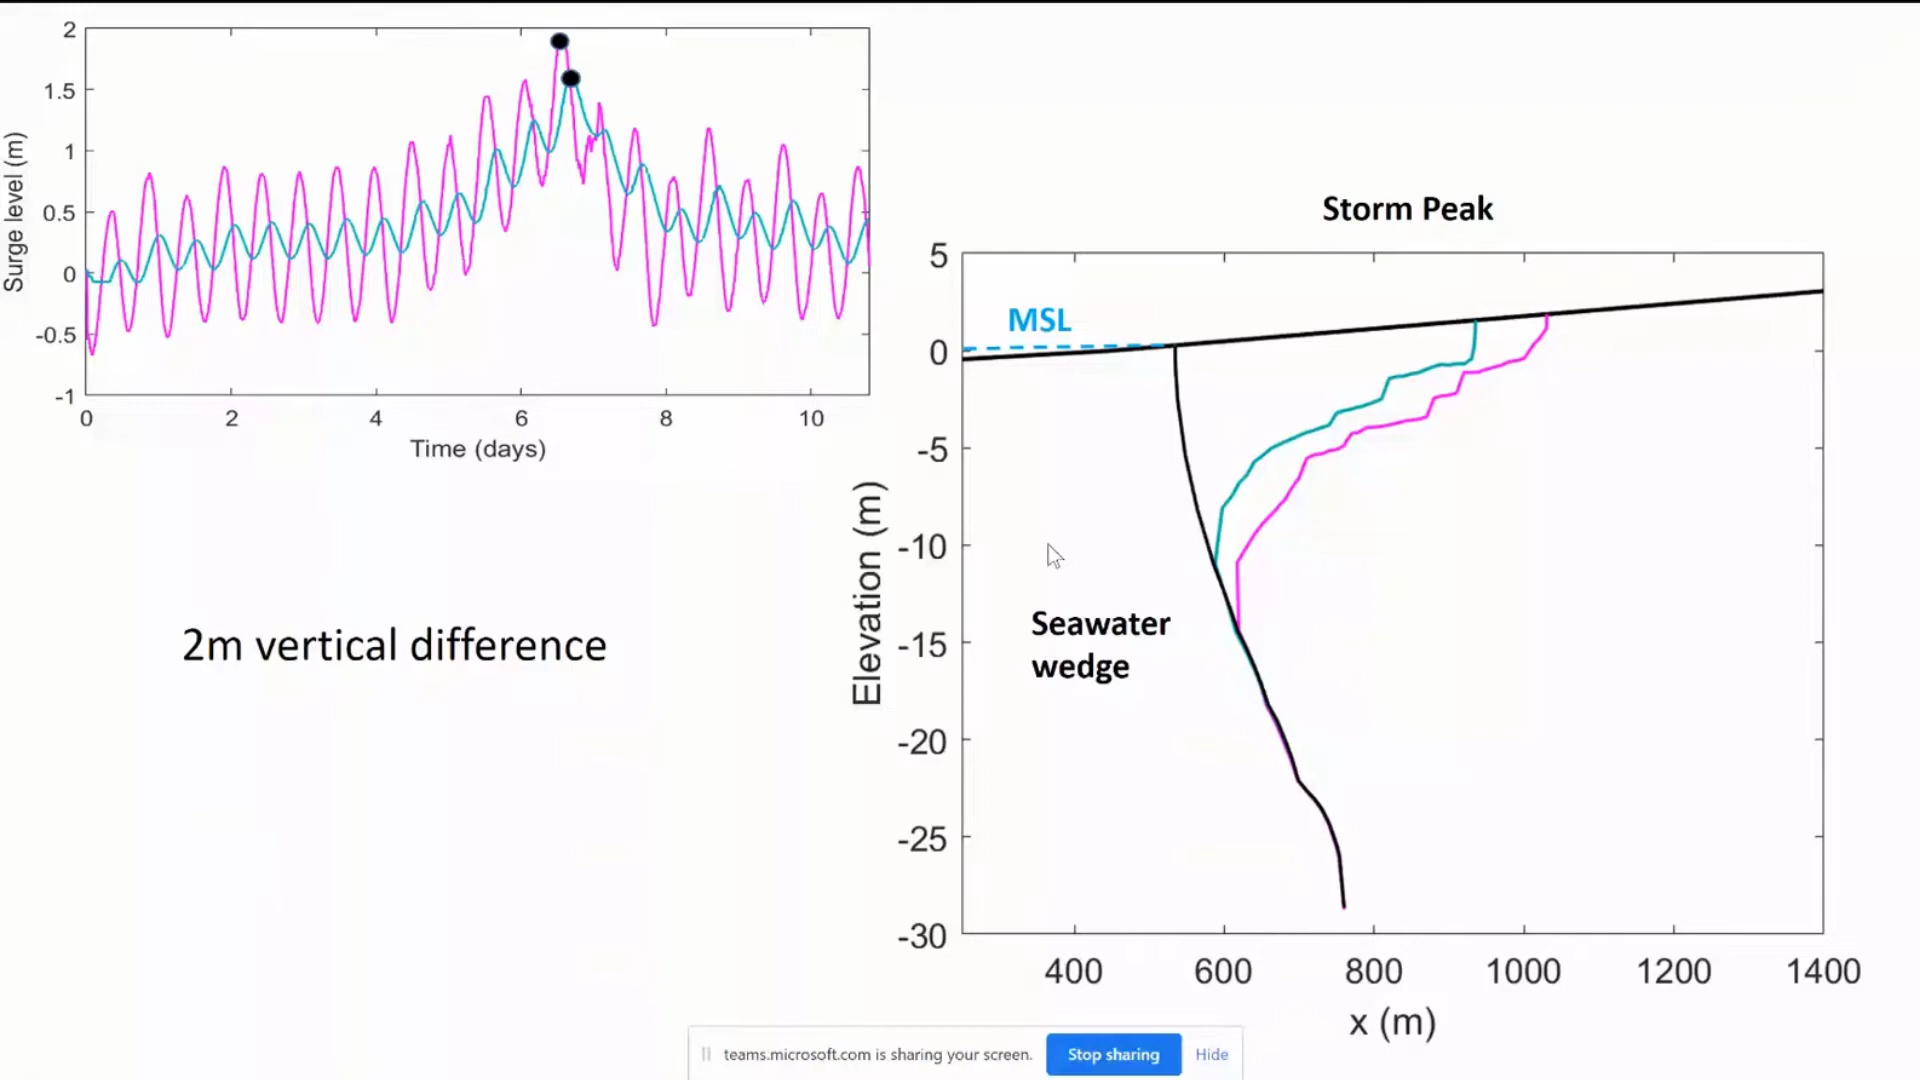 2
1.5
1
0.5
0
-0.5
-1
Surge level (m)
0 2 4 6 8 10
Time (days)
2m vertical difference
Storm Peak
5
0
-5
-10
-15
-20
-25
-30
Elevation (m)
MSL
Seawater
wedge
400 600 800 1000 1200 1400
x (m)
teams.microsoft.com is sharing your screen. Stop sharing Hide